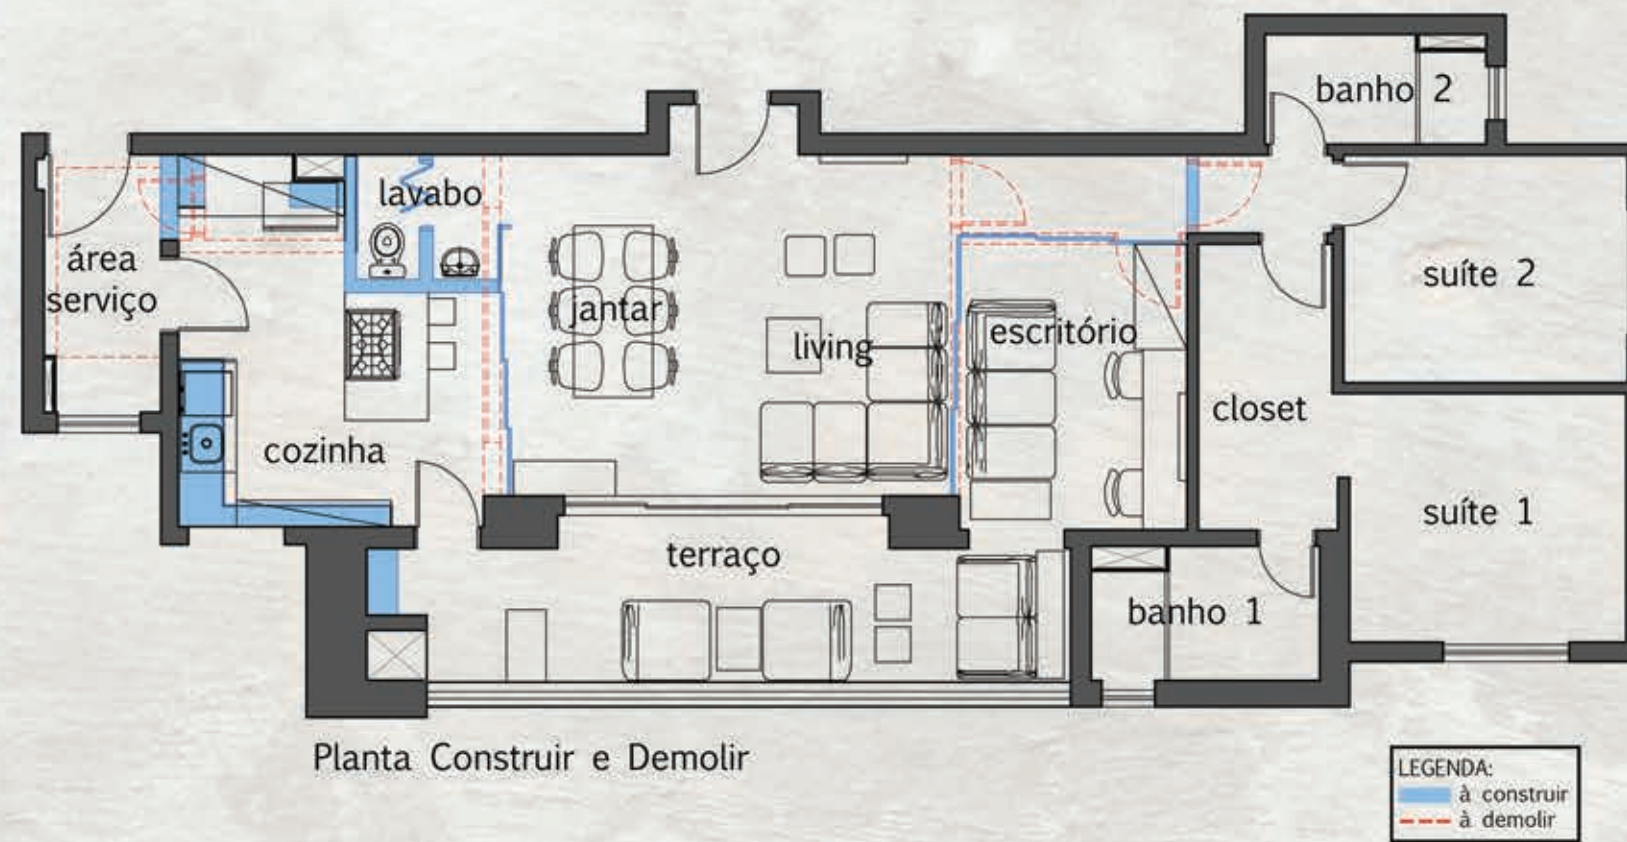 banho 2
lavabo
área
serviço
suíte 2
jantar
living
escritório
closet
cozinha
suíte 1
terraço
banho 1
Planta Construir e Demolir
LEGENDA:
à construir
à demolir